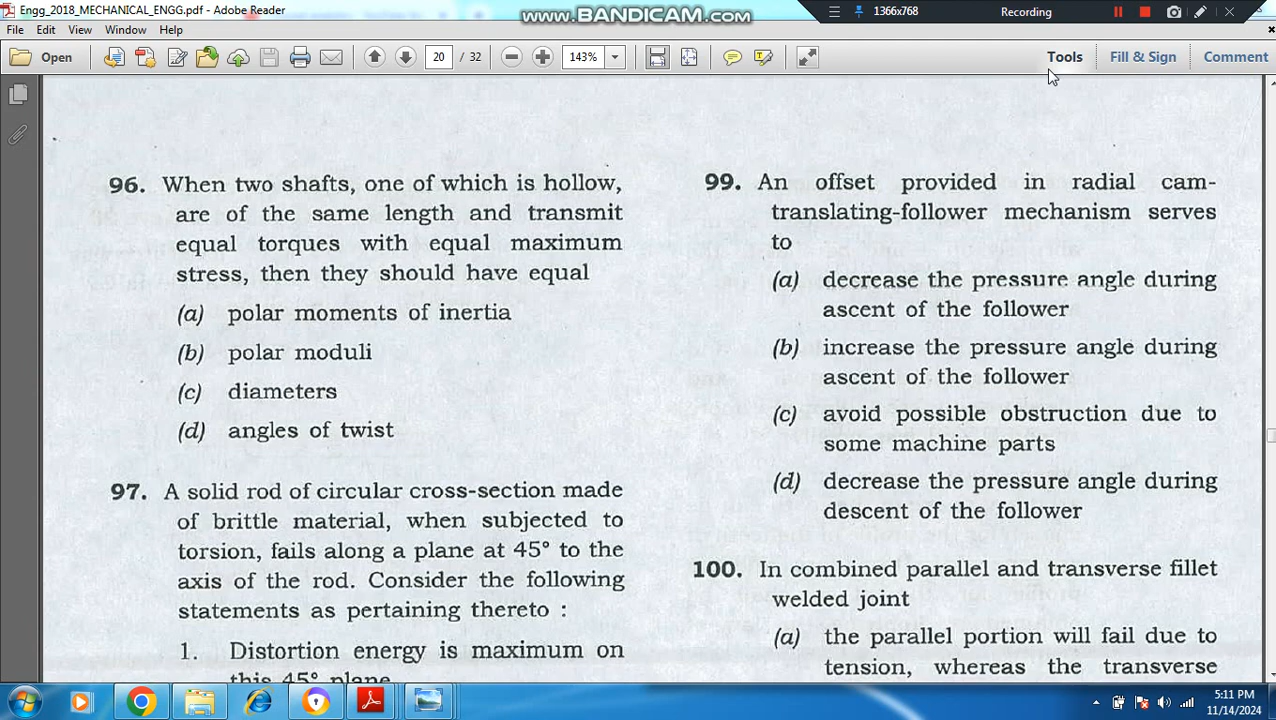 Engg_2018_MECHANICAL_ENGG.pdf - Adobe Reader
www.BANDICAM.com
1366x768
Recording
File Edit View Window Help
Open
20 / 32
143%
Tools
Fill & Sign
Comment
96. When two shafts, one of which is hollow,
are of the same length and transmit
equal torques with equal maximum
stress, then they should have equal
(a) polar moments of inertia
(b) polar moduli
(c) diameters
(d) angles of twist
97. A solid rod of circular cross-section made
of brittle material, when subjected to
torsion, fails along a plane at 45° to the
axis of the rod. Consider the following
statements as pertaining thereto :
1. Distortion energy is maximum on
this 45° plane
99. An offset provided in radial cam-
translating-follower mechanism serves
to
(a) decrease the pressure angle during
ascent of the follower
(b) increase the pressure angle during
ascent of the follower
(c) avoid possible obstruction due to
some machine parts
(d) decrease the pressure angle during
descent of the follower
100. In combined parallel and transverse fillet
welded joint
(a) the parallel portion will fail due to
tension, whereas the transverse
5:11 PM
11/14/2024